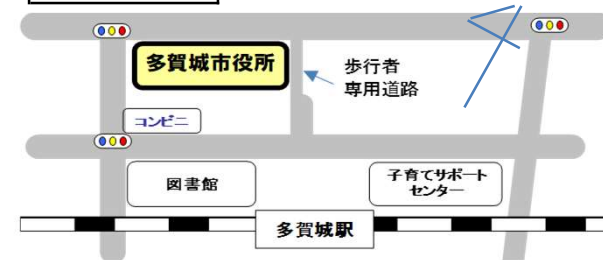 多賀城市役所
歩行者
専用道路
コンビニ
図書館
子育てサポート
センター
多賀城駅